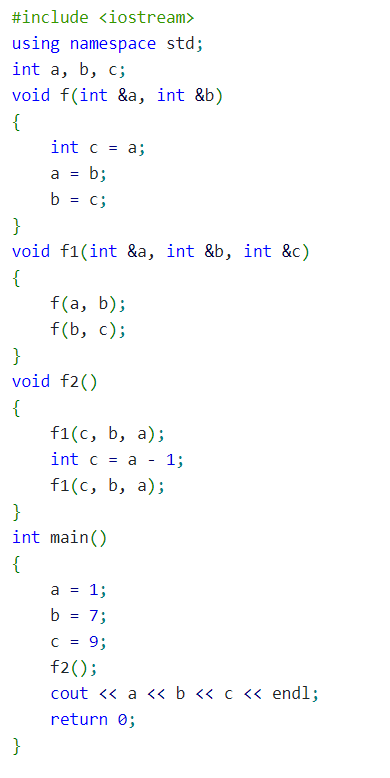 #include <iostream>
using namespace std;
int a, b, c;
void f(int &a, int &b)
{
    int c = a;
    a = b;
    b = c;
}
void f1(int &a, int &b, int &c)
{
    f(a, b);
    f(b, c);
}
void f2()
{
    f1(c, b, a);
    int c = a - 1;
    f1(c, b, a);
}
int main()
{
    a = 1;
    b = 7;
    c = 9;
    f2();
    cout << a << b << c << endl;
    return 0;
}